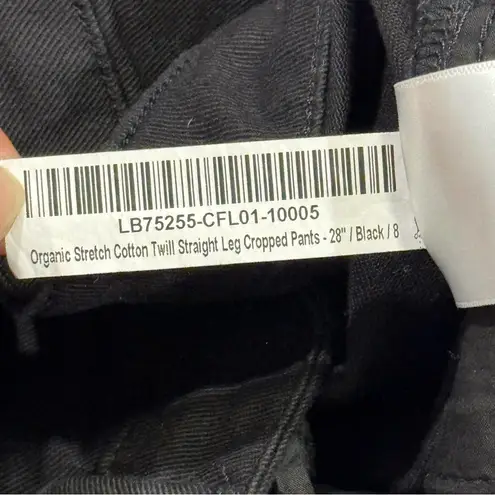 LB75255-CFL01-10005
Organic Stretch Cotton Twill Straight Leg Cropped Pants - 28" / Black / 8